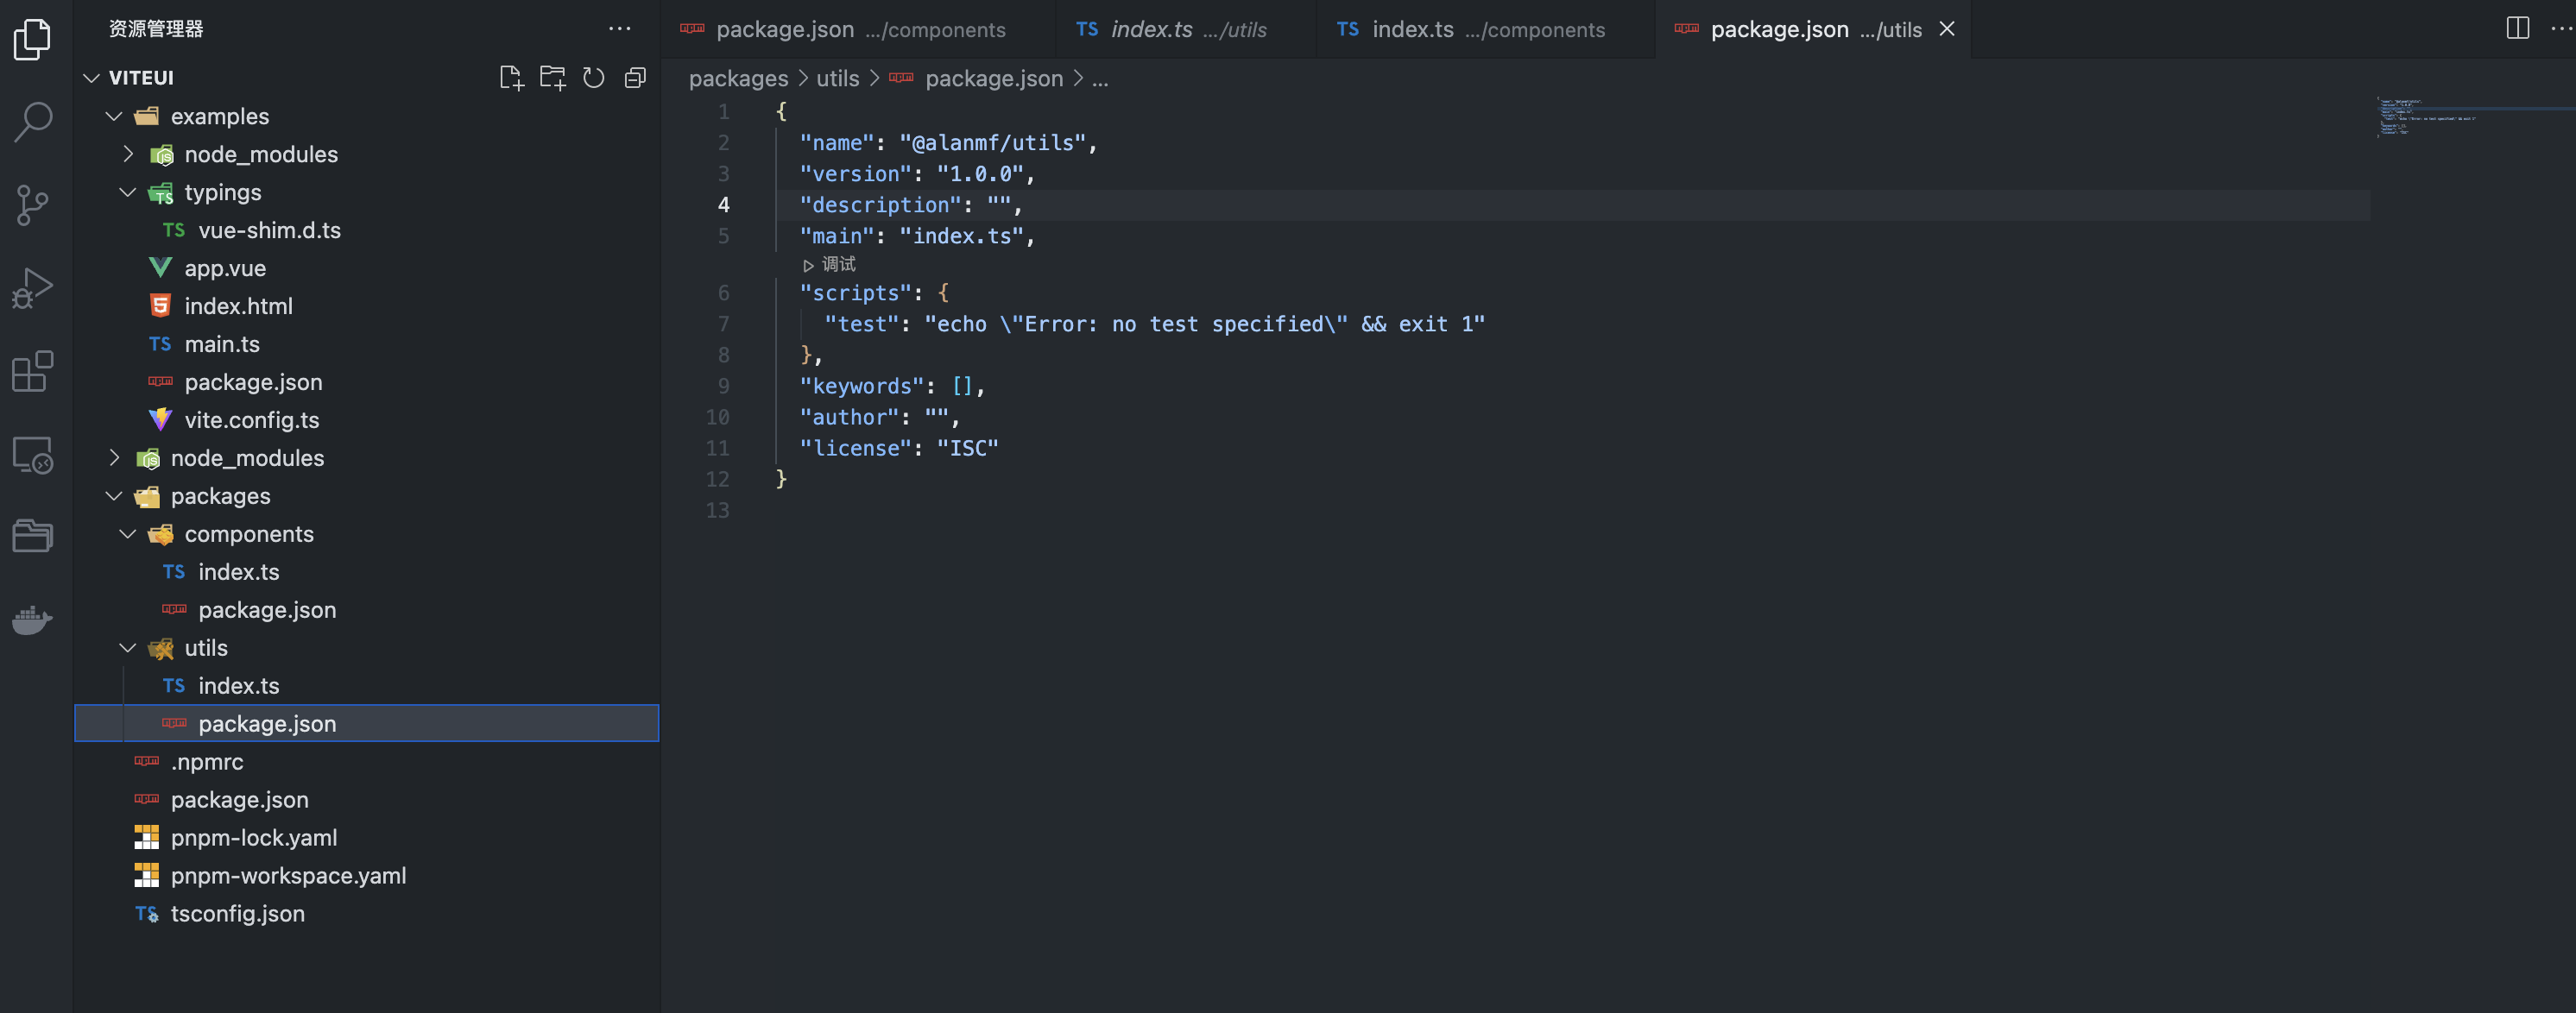 资源管理器
VITEUI
examples
node_modules
typings
TS vue-shim.d.ts
app.vue
index.html
TS main.ts
package.json
vite.config.ts
node_modules
packages
components
TS index.ts
package.json
utils
TS index.ts
package.json
.npmrc
package.json
pnpm-lock.yaml
pnpm-workspace.yaml
TS tsconfig.json
package.json .../components
TS index.ts .../utils
TS index.ts .../components
package.json .../utils
packages > utils > package.json > ...
1 {
2 "name": "@alanmf/utils",
3 "version": "1.0.0",
4 "description": "",
5 "main": "index.ts",
调试
6 "scripts": {
7 "test": "echo \"Error: no test specified\" && exit 1"
8 },
9 "keywords": [],
10 "author": "",
11 "license": "ISC"
12 }
13